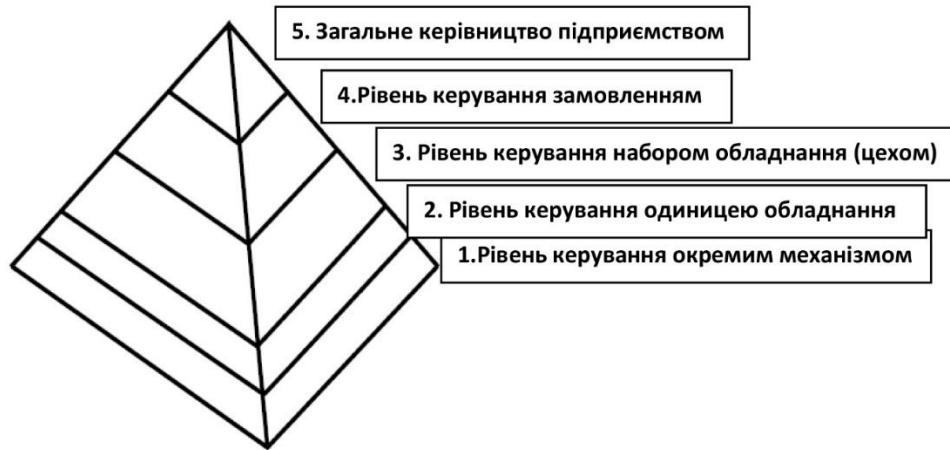 5. Загальне керівництво підприємством
4.Рівень керування замовленням
3. Рівень керування набором обладнання (цехом)
2. Рівень керування одиницею обладнання
1.Рівень керування окремим механізмом